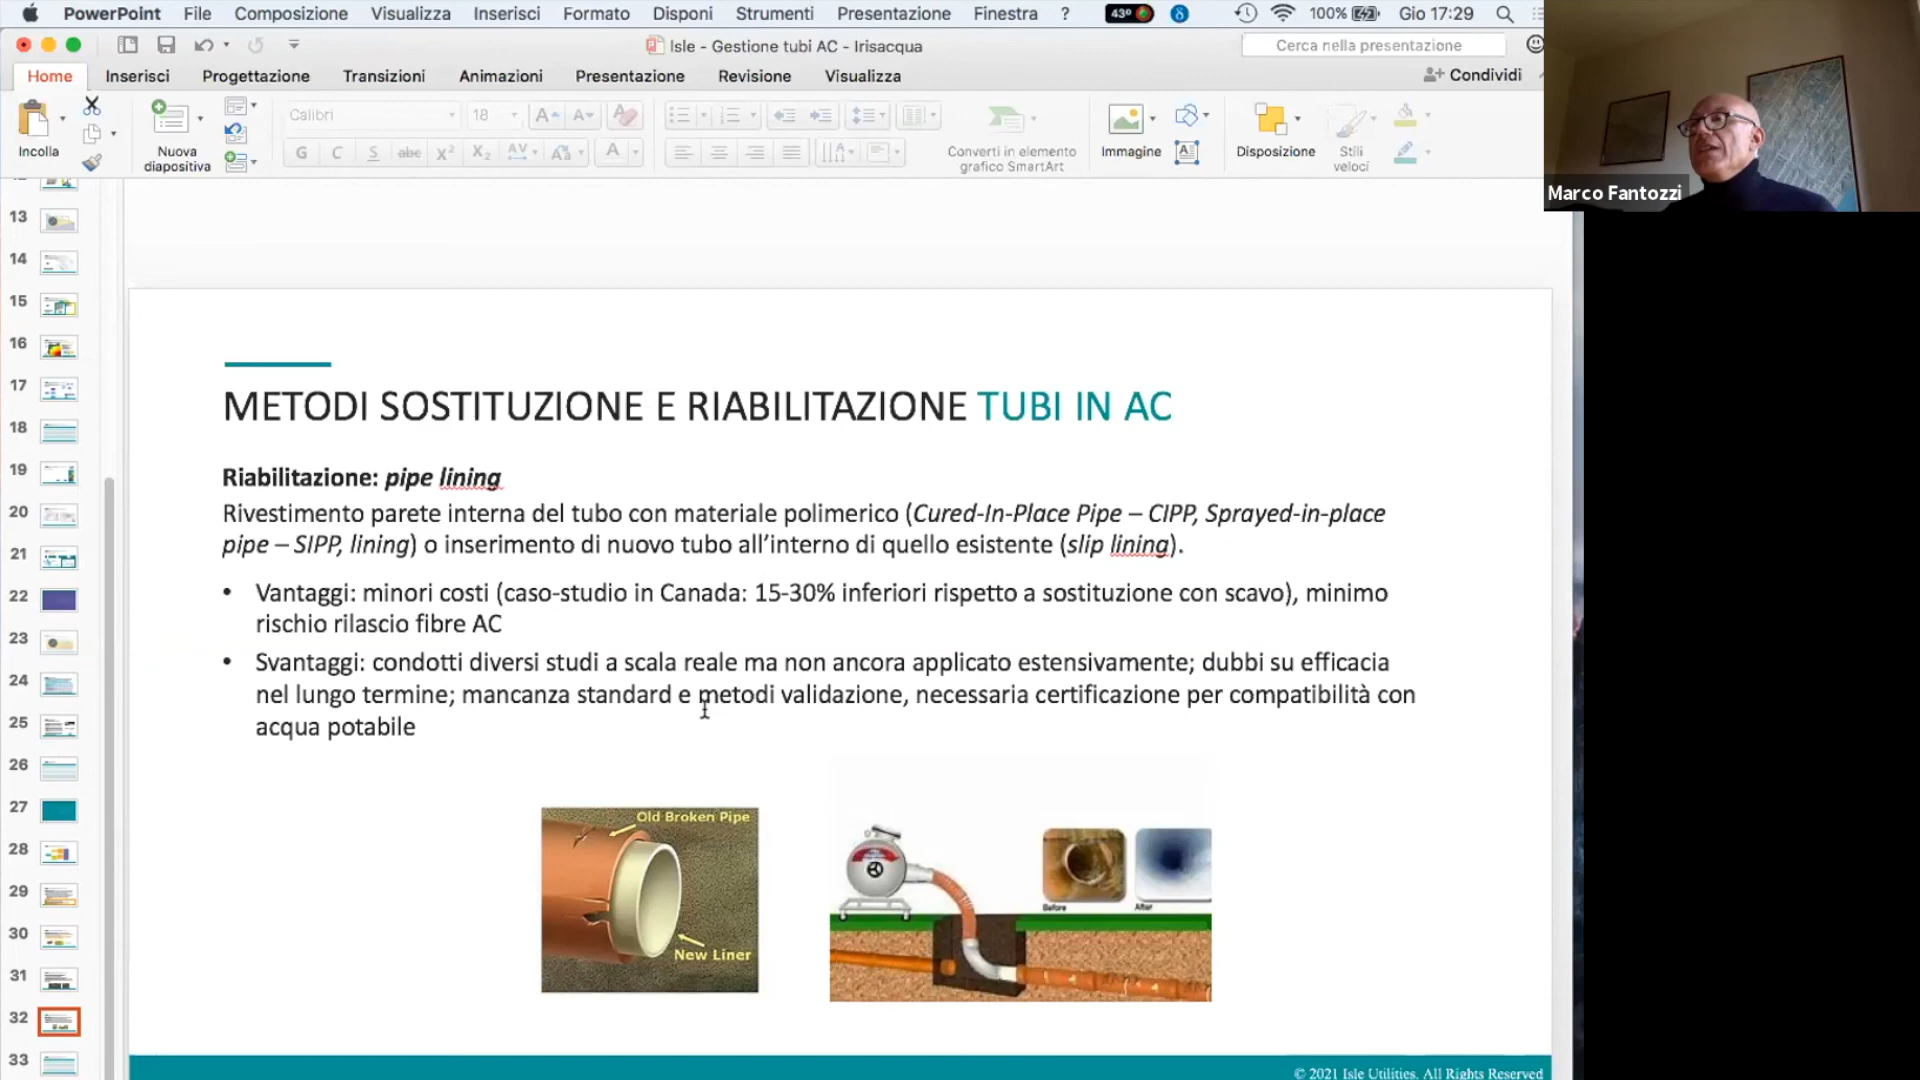 PowerPoint File Composizione Visualizza Inserisci Formato Disponi Strumenti Presentazione Finestra ? 43° 100% Gio 17:29
Isle - Gestione tubi AC - Irisacqua
Cerca nella presentazione
Home Inserisci Progettazione Transizioni Animazioni Presentazione Revisione Visualizza
Condividi
Incolla
Nuova
diapositiva
Calibri 18
G C S abc X² X₂ AV Aa A
Converti in elemento
grafico SmartArt
Immagine
Disposizione
Stili
veloci
Marco Fantozzi
13
14
15
16
17
18
19
20
21
22
23
24
25
26
27
28
29
30
31
32
33
METODI SOSTITUZIONE E RIABILITAZIONE TUBI IN AC
Riabilitazione: pipe lining
Rivestimento parete interna del tubo con materiale polimerico (Cured-In-Place Pipe – CIPP, Sprayed-in-place
pipe – SIPP, lining) o inserimento di nuovo tubo all’interno di quello esistente (slip lining).
• Vantaggi: minori costi (caso-studio in Canada: 15-30% inferiori rispetto a sostituzione con scavo), minimo
rischio rilascio fibre AC
• Svantaggi: condotti diversi studi a scala reale ma non ancora applicato estensivamente; dubbi su efficacia
nel lungo termine; mancanza standard e metodi validazione, necessaria certificazione per compatibilità con
acqua potabile
Old Broken Pipe
New Liner
Before After
© 2021 Isle Utilities. All Rights Reserved